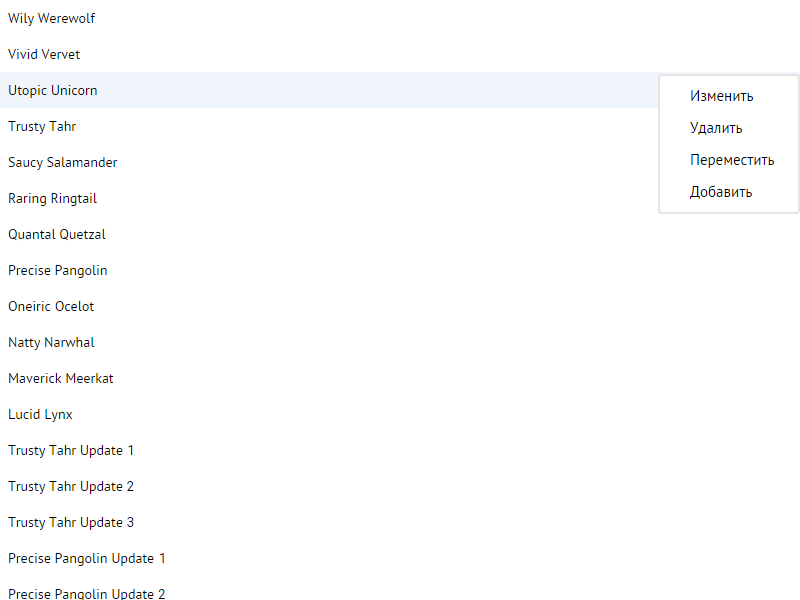 Wily Werewolf
Vivid Vervet
Utopic Unicorn
Trusty Tahr
Saucy Salamander
Raring Ringtail
Quantal Quetzal
Precise Pangolin
Oneiric Ocelot
Natty Narwhal
Maverick Meerkat
Lucid Lynx
Trusty Tahr Update 1
Trusty Tahr Update 2
Trusty Tahr Update 3
Precise Pangolin Update 1
Precise Pangolin Update 2
Изменить
Удалить
Переместить
Добавить